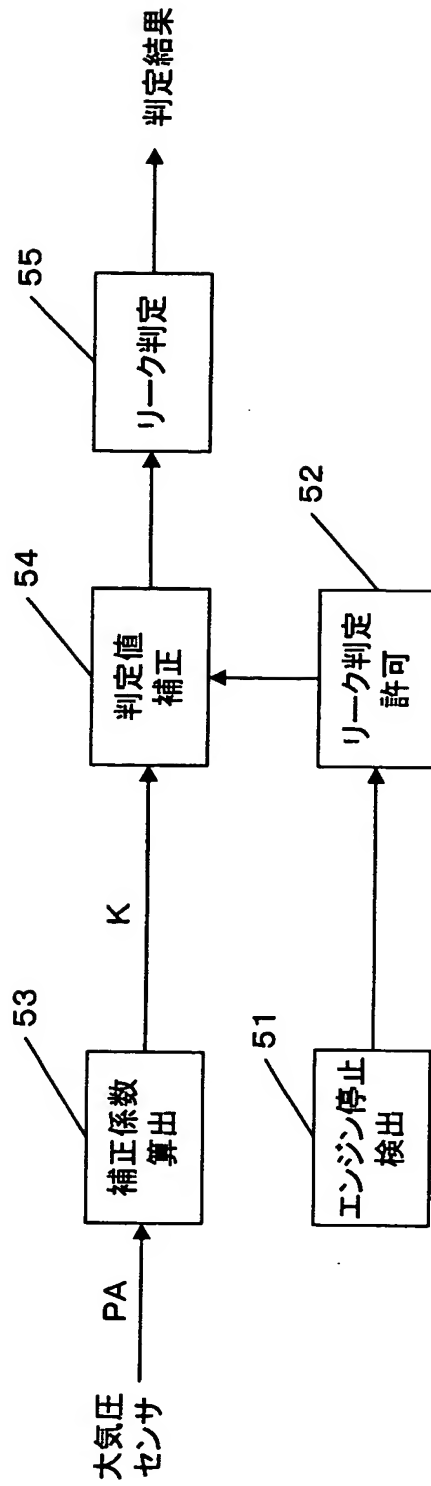 大気圧
センサ
PA
53
補正係数
算出
K
54
判定値
補正
55
リーク判定
判定結果
51
エンジン停止
検出
52
リーク判定
許可